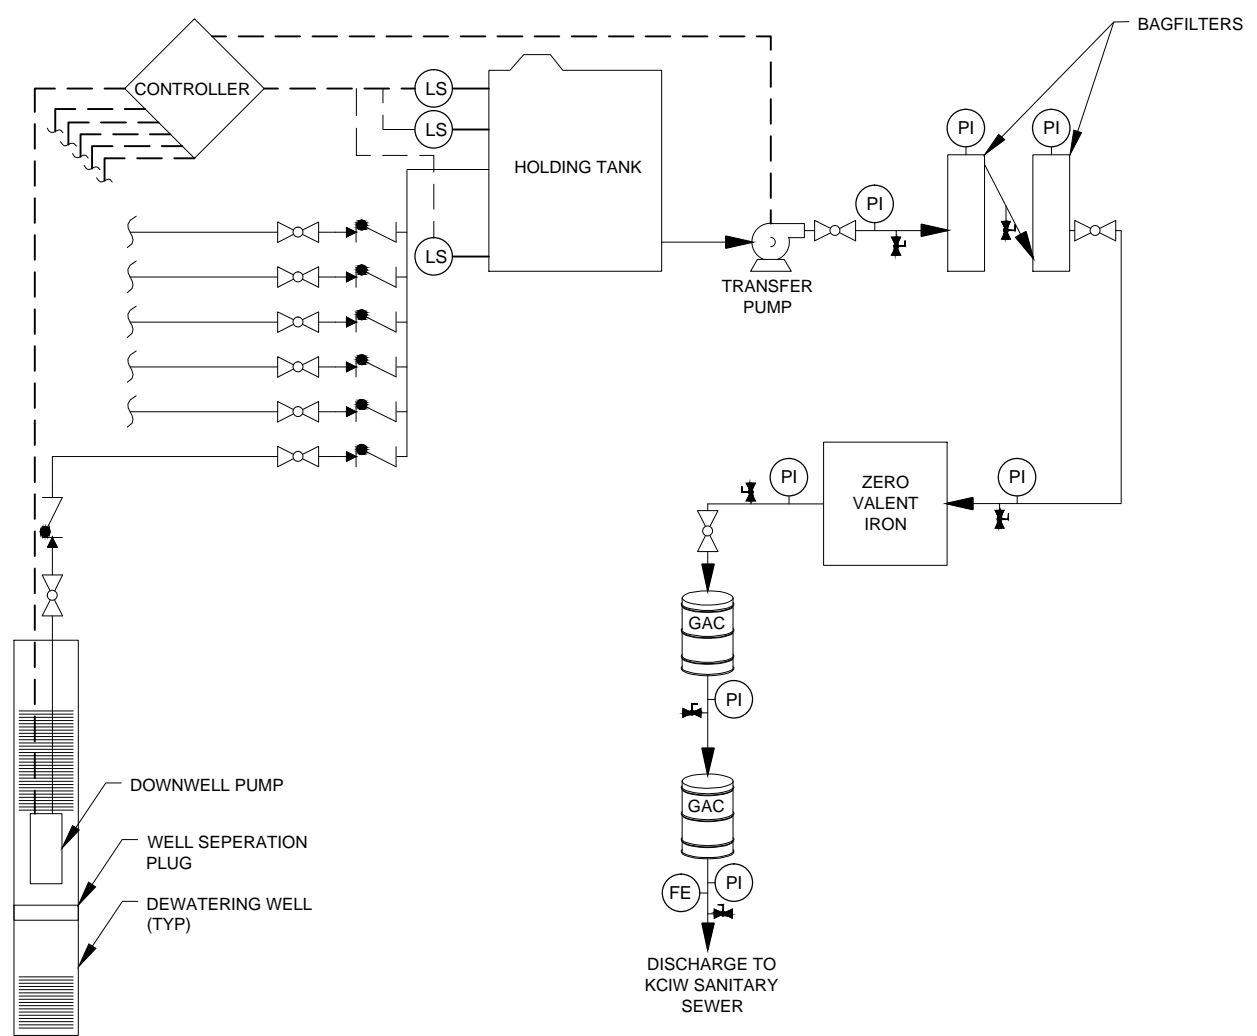 BAGFILTERS
CONTROLLER
LS
LS
LS
HOLDING TANK
PI
PI
PI
TRANSFER
PUMP
PI
ZERO
VALENT
IRON
PI
GAC
PI
GAC
FE
PI
DOWNWELL PUMP
WELL SEPERATION
PLUG
DEWATERING WELL
(TYP)
DISCHARGE TO
KCIW SANITARY
SEWER